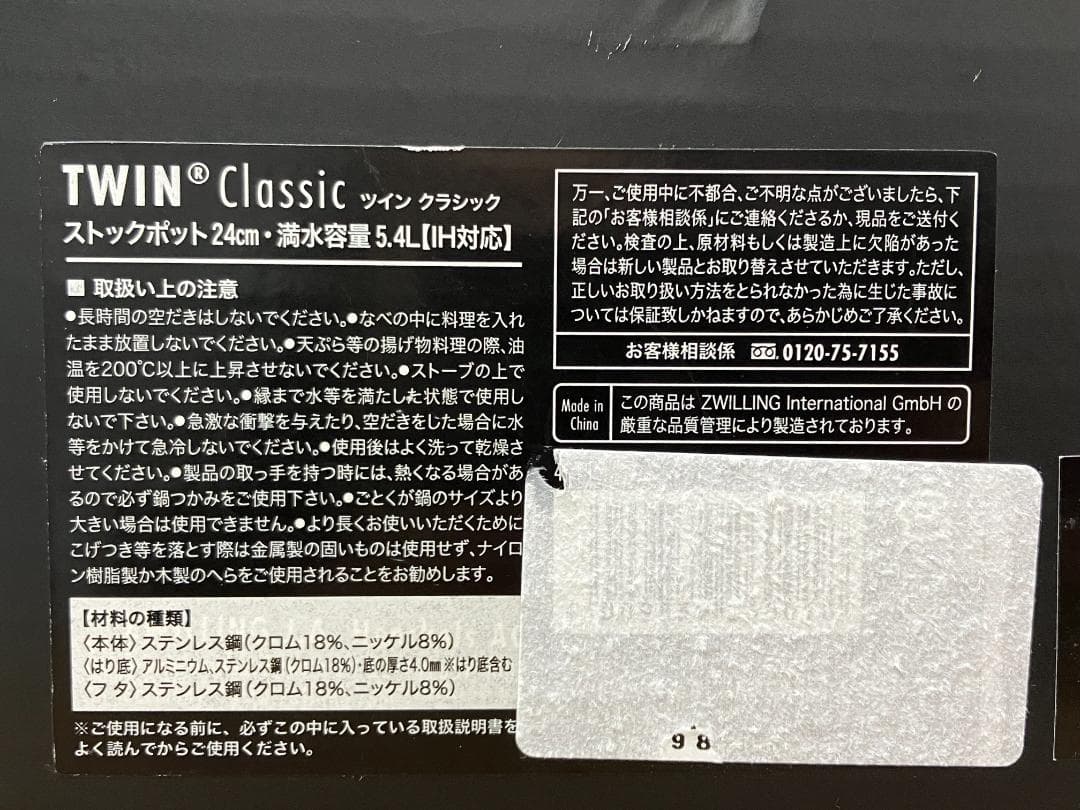 TWIN® Classic ツイン クラシック
ストックポット 24cm・満水容量 5.4L【IH対応】
取扱い上の注意
●長時間の空だきはしないでください。●なべの中に料理を入れ
たまま放置しないでください。●天ぷら等の揚げ物料理の際、油
温を200℃以上に上昇させないでください。●ストーブの上で
使用しないでください。●縁まで水等を満たした状態で使用し
ないで下さい。●急激な衝撃を与えたり、空だきをした場合に水
等をかけて急冷しないでください。●使用後はよく洗って乾燥さ
せてください。●製品の取っ手を持つ時には、熱くなる場合があ
るので必ず鍋つかみをご使用下さい。●ごとくが鍋のサイズより
大きい場合は使用できません。●より長くお使いいただくために
こげつき等を落とす際は金属製の固いものは使用せず、ナイロ
ン樹脂製か木製のへらをご使用されることをお勧めします。
【材料の種類】
〈本体〉ステンレス鋼(クロム18%、ニッケル8%)
〈はり底〉アルミニウム、ステンレス鋼(クロム18%)・底の厚さ4.0㎜※はり底含む
〈フ タ〉ステンレス鋼(クロム18%、ニッケル8%)
※ご使用になる前に、必ずこの中に入っている取扱説明書を
よく読んでからご使用ください。
万一、ご使用中に不都合、ご不明な点がございましたら、下
記の「お客様相談係」にご連絡くださるか、現品をご送付く
ださい。検査の上、原材料もしくは製造上に欠陥があった
場合は新しい製品とお取り替えさせていただきます。ただし、
正しいお取り扱い方法をとられなかった為に生じた事故に
ついては保証致しかねますので、あらかじめご了承ください。
お客様相談係 0120-75-7155
Made in
China
この商品は ZWILLING International GmbH の
厳重な品質管理により製造されております。
4
98